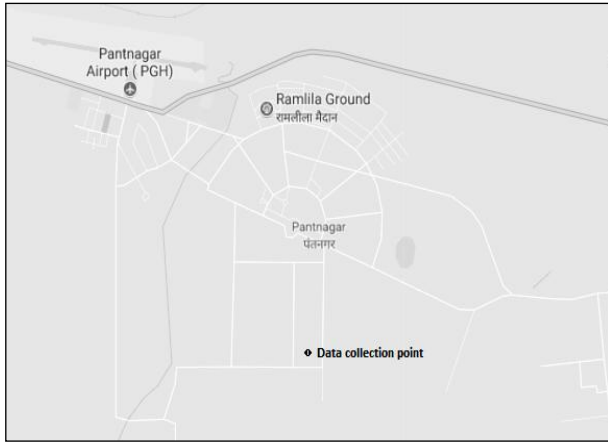 Pantnagar
Airport ( PGH)
Ramlila Ground
रामलीला मैदान
Pantnagar
पंतनगर
Data collection point